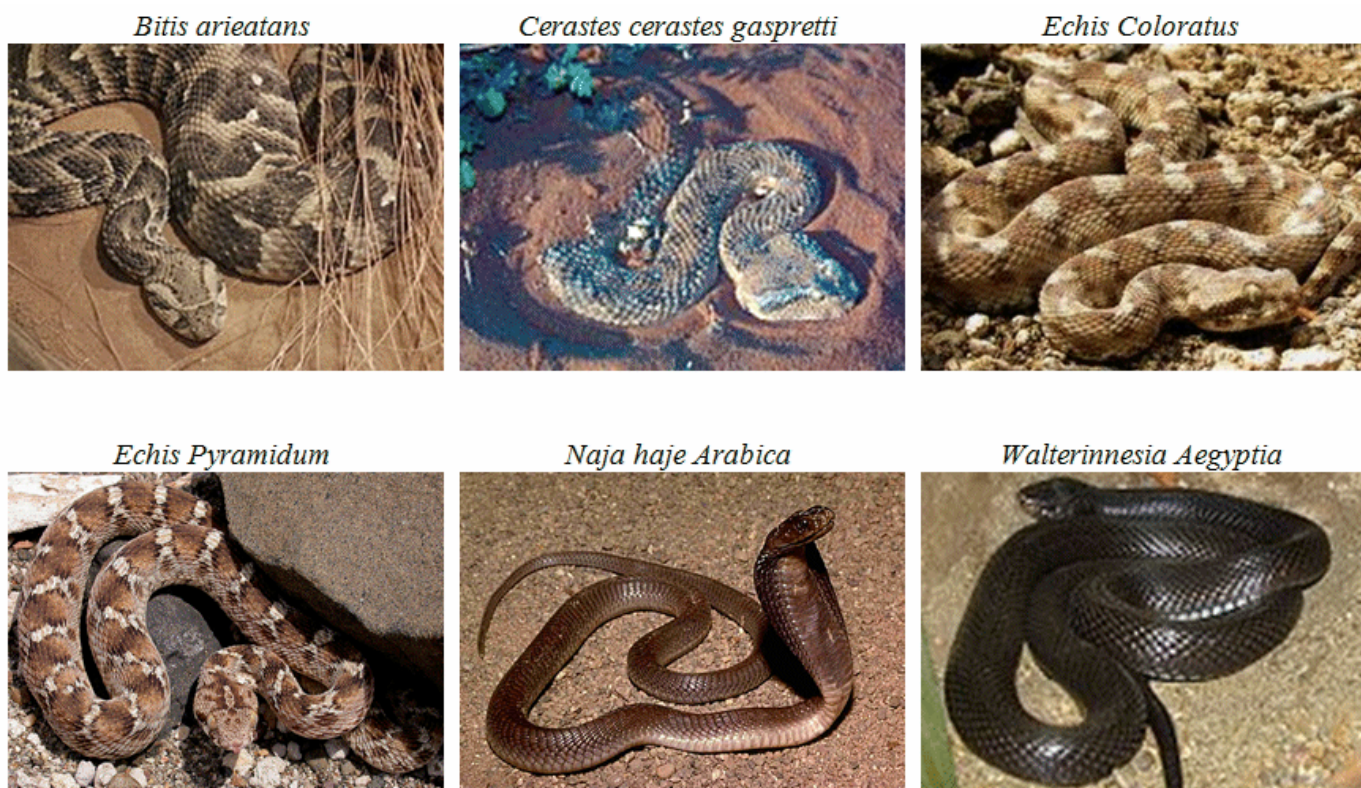 Bitis arieatans
Cerastes cerastes gaspretti
Echis Coloratus
Echis Pyramidum
Naja haje Arabica
Walterinnesia Aegyptia